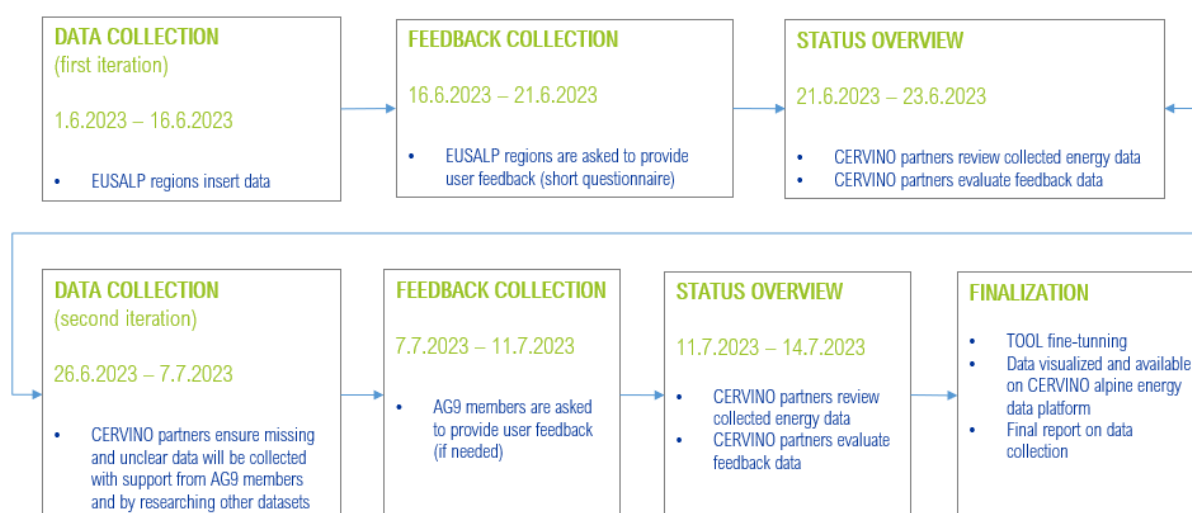 DATA COLLECTION
(first iteration)
1.6.2023 – 16.6.2023
• EUSALP regions insert data
FEEDBACK COLLECTION
16.6.2023 – 21.6.2023
• EUSALP regions are asked to provide
user feedback (short questionnaire)
STATUS OVERVIEW
21.6.2023 – 23.6.2023
• CERVINO partners review collected energy data
• CERVINO partners evaluate feedback data
DATA COLLECTION
(second iteration)
26.6.2023 – 7.7.2023
• CERVINO partners ensure missing
and unclear data will be collected
with support from AG9 members
and by researching other datasets
FEEDBACK COLLECTION
7.7.2023 – 11.7.2023
• AG9 members are asked
to provide user feedback
(if needed)
STATUS OVERVIEW
11.7.2023 – 14.7.2023
• CERVINO partners review
collected energy data
• CERVINO partners evaluate
feedback data
FINALIZATION
• TOOL fine-tunning
• Data visualized and available
on CERVINO alpine energy
data platform
• Final report on data
collection